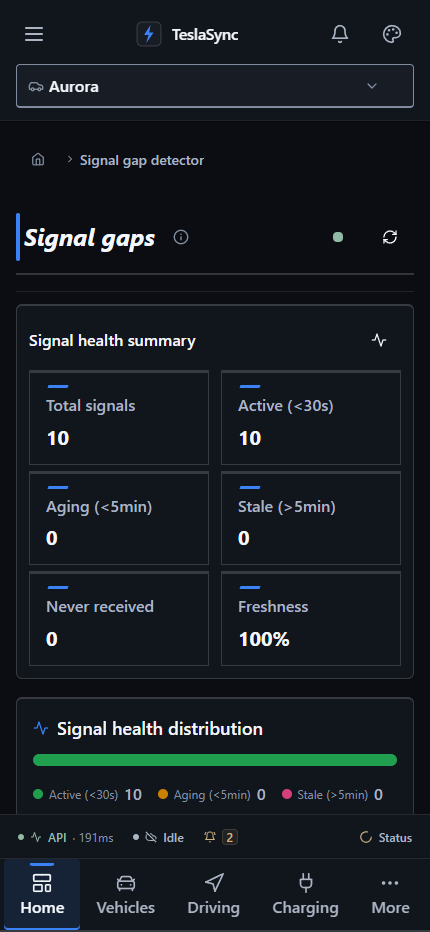 TeslaSync
Aurora
Signal gap detector
Signal gaps
Signal health summary
Total signals
10
Active (<30s)
10
Aging (<5min)
0
Stale (>5min)
0
Never received
0
Freshness
100%
Signal health distribution
Active (<30s) 10 Aging (<5min) 0 Stale (>5min) 0
API · 191ms Idle 2 Status
Home Vehicles Driving Charging More